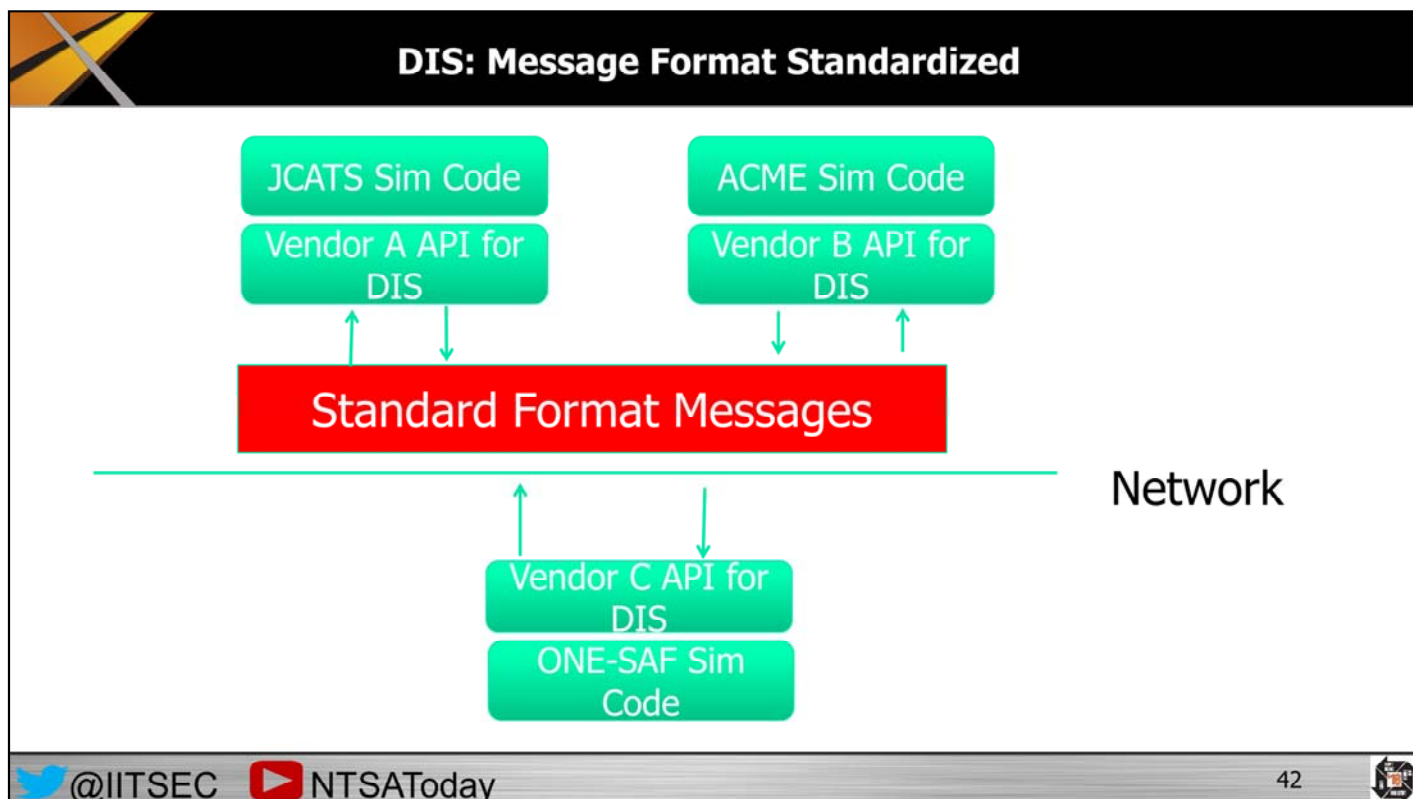 DIS: Message Format Standardized
JCATS Sim Code
ACME Sim Code
Vendor A API for
DIS
Vendor B API for
DIS
Standard Format Messages
Network
Vendor C API for
DIS
ONE-SAF Sim
Code
@IITSEC
NTSAToday
42